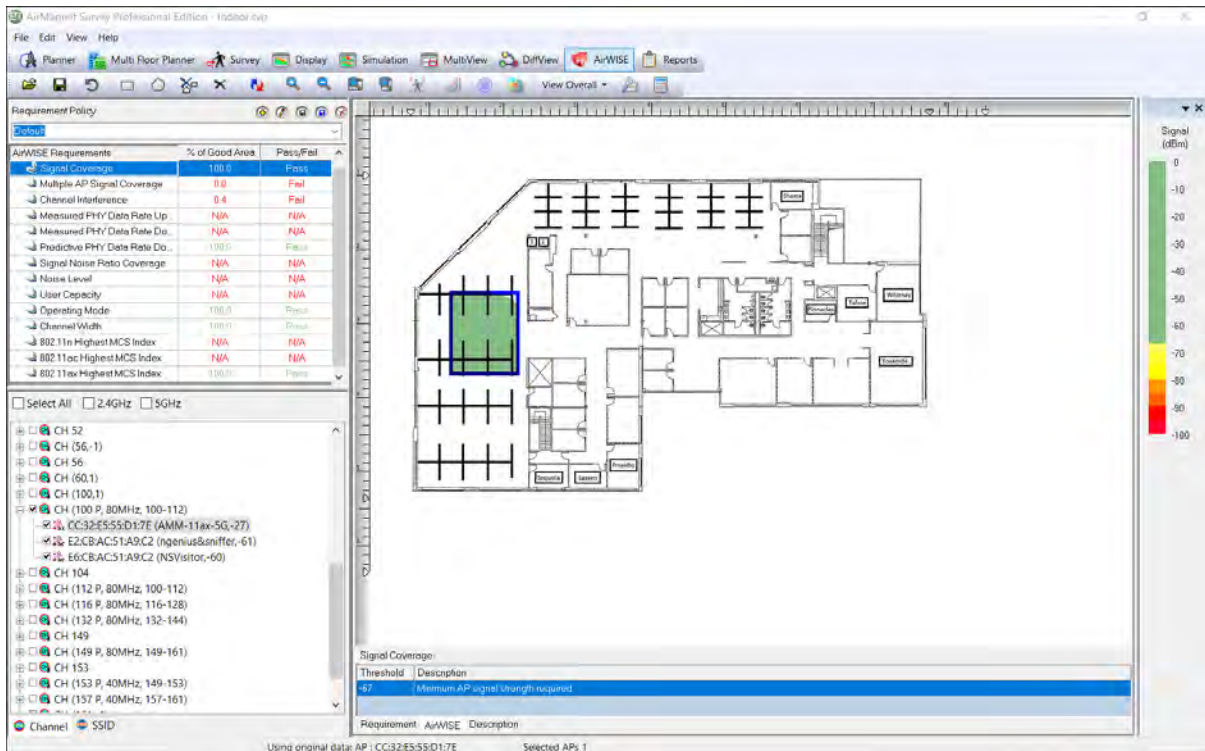 AirMagnet Survey Professional Edition - Indoor.svp
File Edit View Help
Planner Multi Floor Planner Survey Display Simulation MultiView DiffView AirWISE Reports
View Overall
Requirement Policy
Default
AirWISE Requirements % of Good Area Pass/Fail
Signal Coverage 100.0 Pass
Multiple AP Signal Coverage 0.0 Fail
Channel Interference 0.4 Fail
Measured PHY Data Rate Up... N/A N/A
Measured PHY Data Rate Do... N/A N/A
Predictive PHY Data Rate Do... 100.0 Pass
Signal Noise Ratio Coverage N/A N/A
Noise Level N/A N/A
User Capacity N/A N/A
Operating Mode 100.0 Pass
Channel Width 100.0 Pass
802.11n Highest MCS Index N/A N/A
802.11ac Highest MCS Index N/A N/A
802.11ax Highest MCS Index 100.0 Pass
Select All 2.4GHz 5GHz
CH 52
CH (56,-1)
CH 56
CH (60,1)
CH (100,1)
CH (100 P, 80MHz, 100-112)
CC:32:E5:55:D1:7E (AMM-11ax-5G,-27)
E2:CB:AC:51:A9:C2 (ngenius&sniffer,-61)
E6:CB:AC:51:A9:C2 (NSVisitor,-60)
CH 104
CH (112 P, 80MHz, 100-112)
CH (116 P, 80MHz, 116-128)
CH (132 P, 80MHz, 132-144)
CH 149
CH (149 P, 80MHz, 149-161)
CH 153
CH (153 P, 40MHz, 149-153)
CH (157 P, 40MHz, 157-161)
Channel SSID
Shasta
Whitney
Tahoe
Pinnacles
Yosemite
Presidio
Sequoia
Lassen
Signal
(dBm)
0
-10
-20
-30
-40
-50
-60
-70
-80
-90
-100
Signal Coverage:
Threshold Description
-67 Minimum AP signal strength required
Requirement AirWISE Description
Using original data: AP : CC:32:E5:55:D1:7E Selected APs 1